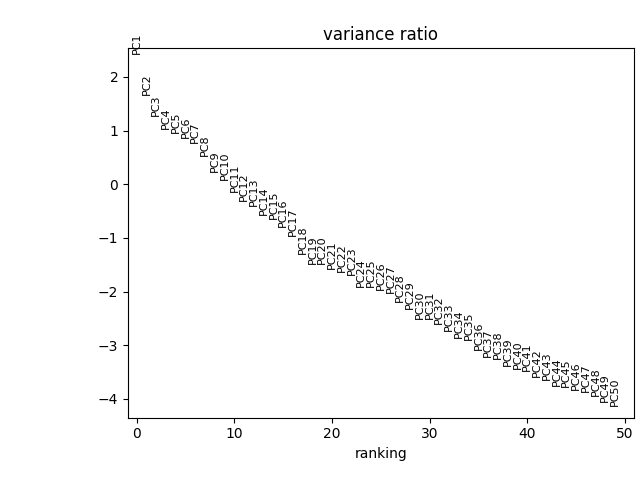 variance ratio
PC1
PC2
PC3
PC4
PC5
PC6
PC7
PC8
PC9
PC10
PC11
PC12
PC13
PC14
PC15
PC16
PC17
PC18
PC19
PC20
PC21
PC22
PC23
PC24
PC25
PC26
PC27
PC28
PC29
PC30
PC31
PC32
PC33
PC34
PC35
PC36
PC37
PC38
PC39
PC40
PC41
PC42
PC43
PC44
PC45
PC46
PC47
PC48
PC49
PC50
2
1
0
−1
−2
−3
−4
0 10 20 30 40 50
ranking